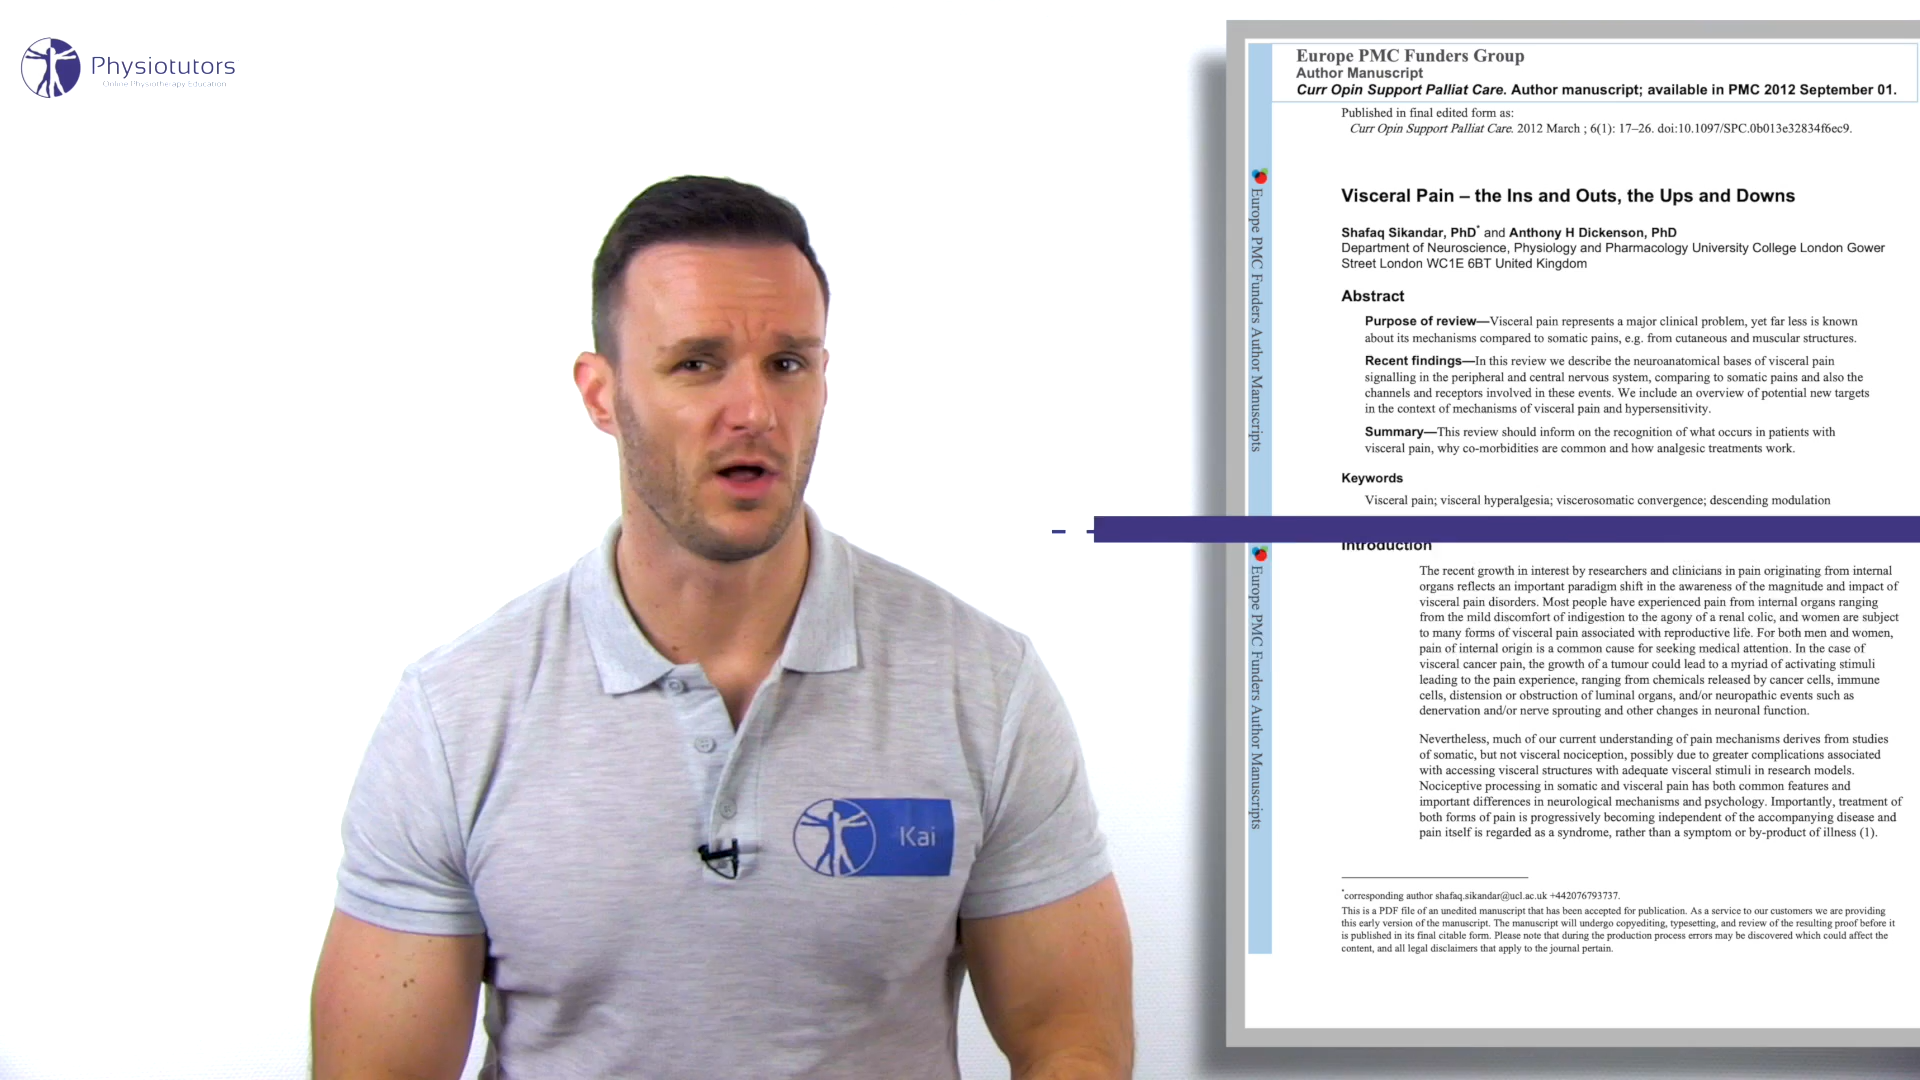 Physiotutors
Online Physiotherapy Education
Kai
Europe PMC Funders Group
Author Manuscript
Curr Opin Support Palliat Care. Author manuscript; available in PMC 2012 September 01.
Published in final edited form as:
Curr Opin Support Palliat Care. 2012 March ; 6(1): 17–26. doi:10.1097/SPC.0b013e32834f6ec9.
Europe PMC Funders Author Manuscripts
Visceral Pain – the Ins and Outs, the Ups and Downs
Shafaq Sikandar, PhD* and Anthony H Dickenson, PhD
Department of Neuroscience, Physiology and Pharmacology University College London Gower
Street London WC1E 6BT United Kingdom
Abstract
Purpose of review—Visceral pain represents a major clinical problem, yet far less is known
about its mechanisms compared to somatic pains, e.g. from cutaneous and muscular structures.
Recent findings—In this review we describe the neuroanatomical bases of visceral pain
signalling in the peripheral and central nervous system, comparing to somatic pains and also the
channels and receptors involved in these events. We include an overview of potential new targets
in the context of mechanisms of visceral pain and hypersensitivity.
Summary—This review should inform on the recognition of what occurs in patients with
visceral pain, why co-morbidities are common and how analgesic treatments work.
Keywords
Visceral pain; visceral hyperalgesia; viscerosomatic convergence; descending modulation
Introduction
Europe PMC Funders Author Manuscripts
The recent growth in interest by researchers and clinicians in pain originating from internal
organs reflects an important paradigm shift in the awareness of the magnitude and impact of
visceral pain disorders. Most people have experienced pain from internal organs ranging
from the mild discomfort of indigestion to the agony of a renal colic, and women are subject
to many forms of visceral pain associated with reproductive life. For both men and women,
pain of internal origin is a common cause for seeking medical attention. In the case of
visceral cancer pain, the growth of a tumour could lead to a myriad of activating stimuli
leading to the pain experience, ranging from chemicals released by cancer cells, immune
cells, distension or obstruction of luminal organs, and/or neuropathic events such as
denervation and/or nerve sprouting and other changes in neuronal function.
Nevertheless, much of our current understanding of pain mechanisms derives from studies
of somatic, but not visceral nociception, possibly due to greater complications associated
with accessing visceral structures with adequate visceral stimuli in research models.
Nociceptive processing in somatic and visceral pain has both common features and
important differences in neurological mechanisms and psychology. Importantly, treatment of
both forms of pain is progressively becoming independent of the accompanying disease and
pain itself is regarded as a syndrome, rather than a symptom or by-product of illness (1).
*corresponding author shafaq.sikandar@ucl.ac.uk +442076793737.
This is a PDF file of an unedited manuscript that has been accepted for publication. As a service to our customers we are providing
this early version of the manuscript. The manuscript will undergo copyediting, typesetting, and review of the resulting proof before it
is published in its final citable form. Please note that during the production process errors may be discovered which could affect the
content, and all legal disclaimers that apply to the journal pertain.